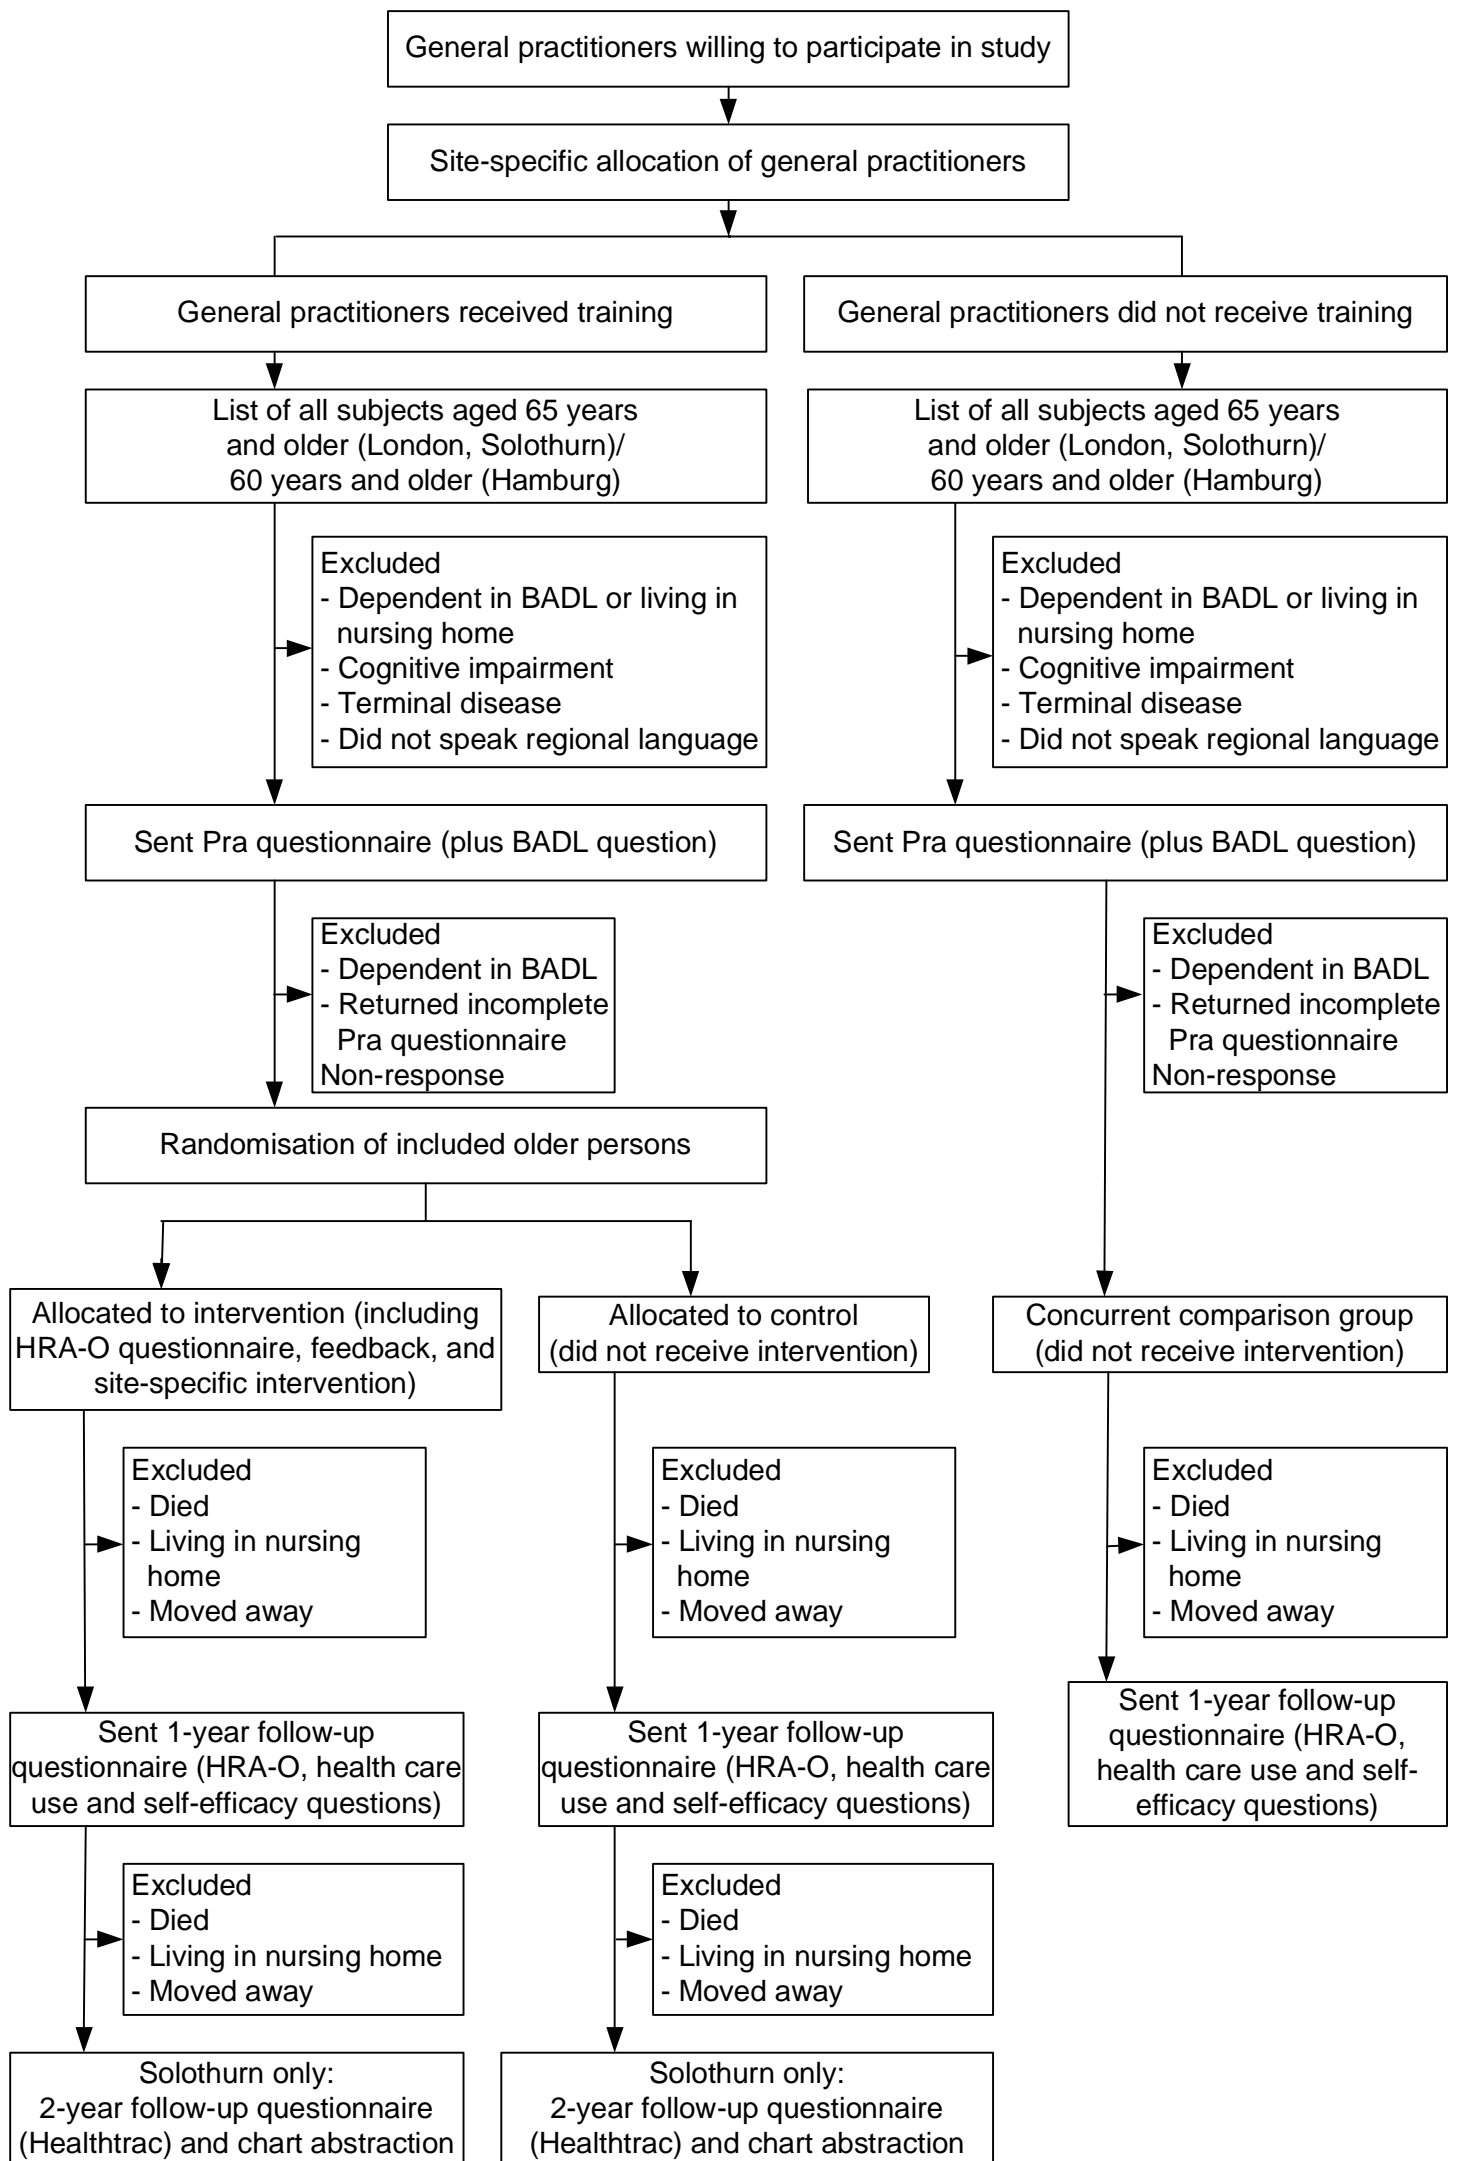 General practitioners willing to participate in study
Site-specific allocation of general practitioners
General practitioners received training
General practitioners did not receive training
List of all subjects aged 65 years
and older (London, Solothurn)/
60 years and older (Hamburg)
List of all subjects aged 65 years
and older (London, Solothurn)/
60 years and older (Hamburg)
Excluded
- Dependent in BADL or living in
nursing home
- Cognitive impairment
- Terminal disease
- Did not speak regional language
Excluded
- Dependent in BADL or living in
nursing home
- Cognitive impairment
- Terminal disease
- Did not speak regional language
Sent Pra questionnaire (plus BADL question)
Sent Pra questionnaire (plus BADL question)
Excluded
- Dependent in BADL
- Returned incomplete
Pra questionnaire
Non-response
Excluded
- Dependent in BADL
- Returned incomplete
Pra questionnaire
Non-response
Randomisation of included older persons
Allocated to intervention (including
HRA-O questionnaire, feedback, and
site-specific intervention)
Allocated to control
(did not receive intervention)
Concurrent comparison group
(did not receive intervention)
Excluded
- Died
- Living in nursing
home
- Moved away
Excluded
- Died
- Living in nursing
home
- Moved away
Excluded
- Died
- Living in nursing
home
- Moved away
Sent 1-year follow-up
questionnaire (HRA-O, health care
use and self-efficacy questions)
Sent 1-year follow-up
questionnaire (HRA-O, health care
use and self-efficacy questions)
Sent 1-year follow-up
questionnaire (HRA-O,
health care use and self-
efficacy questions)
Excluded
- Died
- Living in nursing home
- Moved away
Excluded
- Died
- Living in nursing home
- Moved away
Solothurn only:
2-year follow-up questionnaire
(Healthtrac) and chart abstraction
Solothurn only:
2-year follow-up questionnaire
(Healthtrac) and chart abstraction